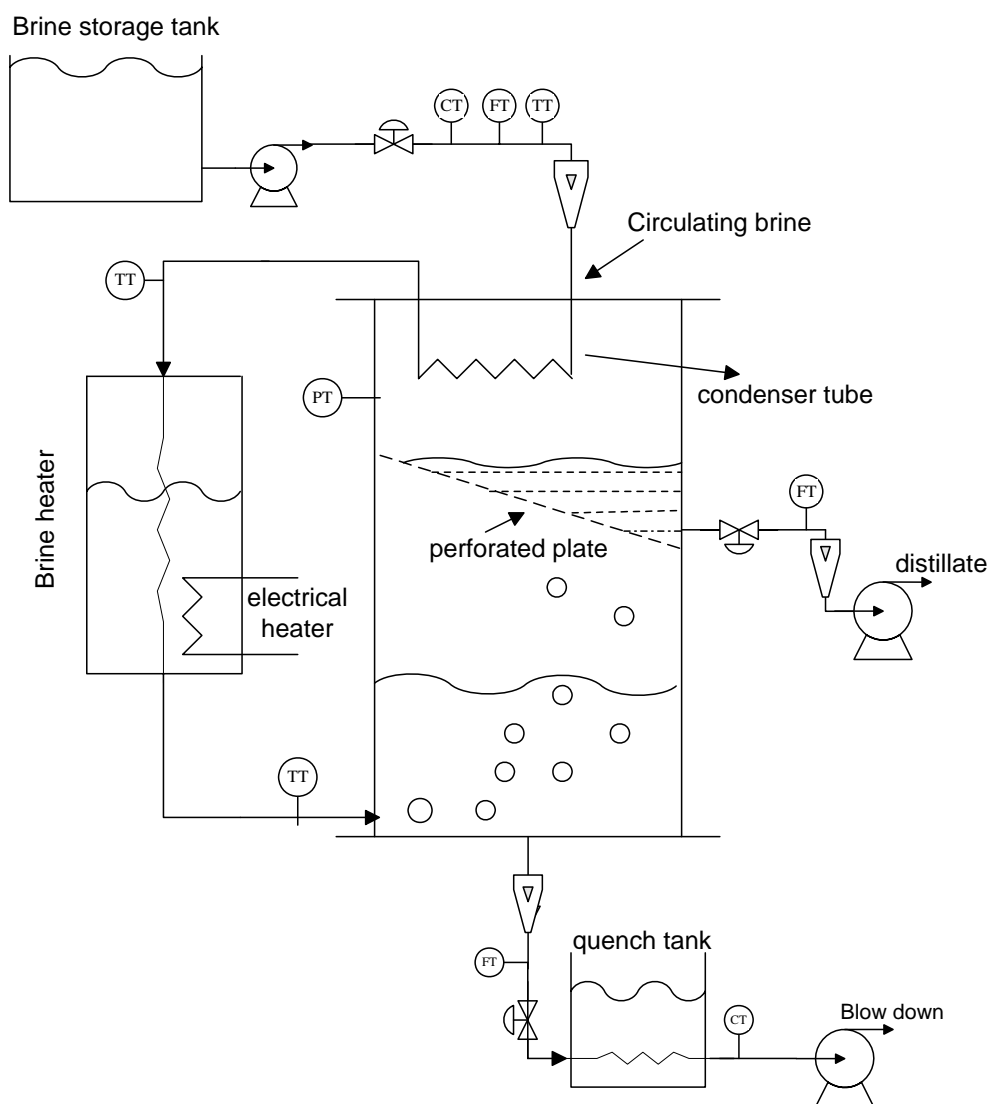 Brine storage tank
CT
FT
TT
Circulating brine
TT
condenser tube
PT
Brine heater
FT
perforated plate
distillate
electrical
heater
TT
quench tank
FT
CT
Blow down